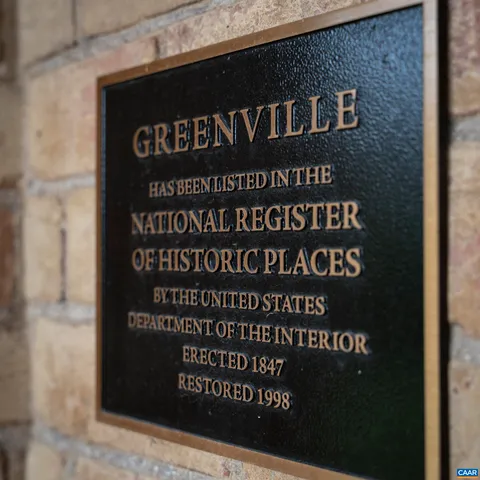 GREENVILLE
HAS BEEN LISTED IN THE
NATIONAL REGISTER
OF HISTORIC PLACES
BY THE UNITED STATES
DEPARTMENT OF THE INTERIOR
ERECTED 1847
RESTORED 1998
CAAR